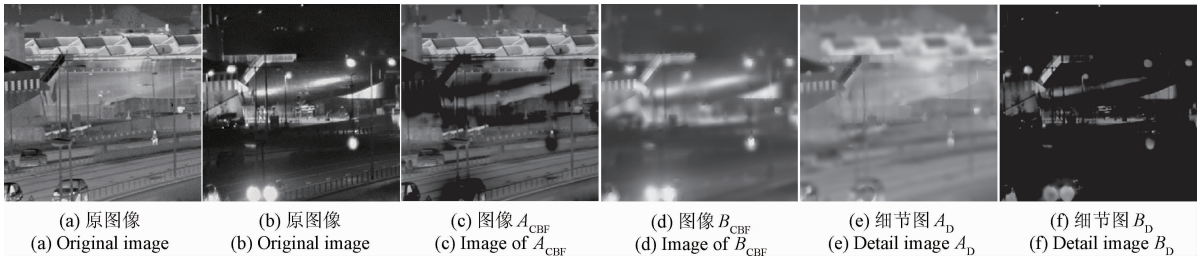 (a) 原图像
(a) Original image
(b) 原图像
(b) Original image
(c) 图像 A_CBF
(c) Image of A_CBF
(d) 图像 B_CBF
(d) Image of B_CBF
(e) 细节图 A_D
(e) Detail image A_D
(f) 细节图 B_D
(f) Detail image B_D